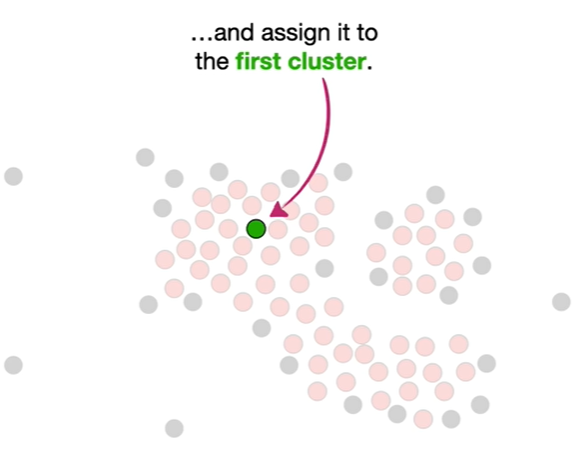 ...and assign it to
the first cluster.